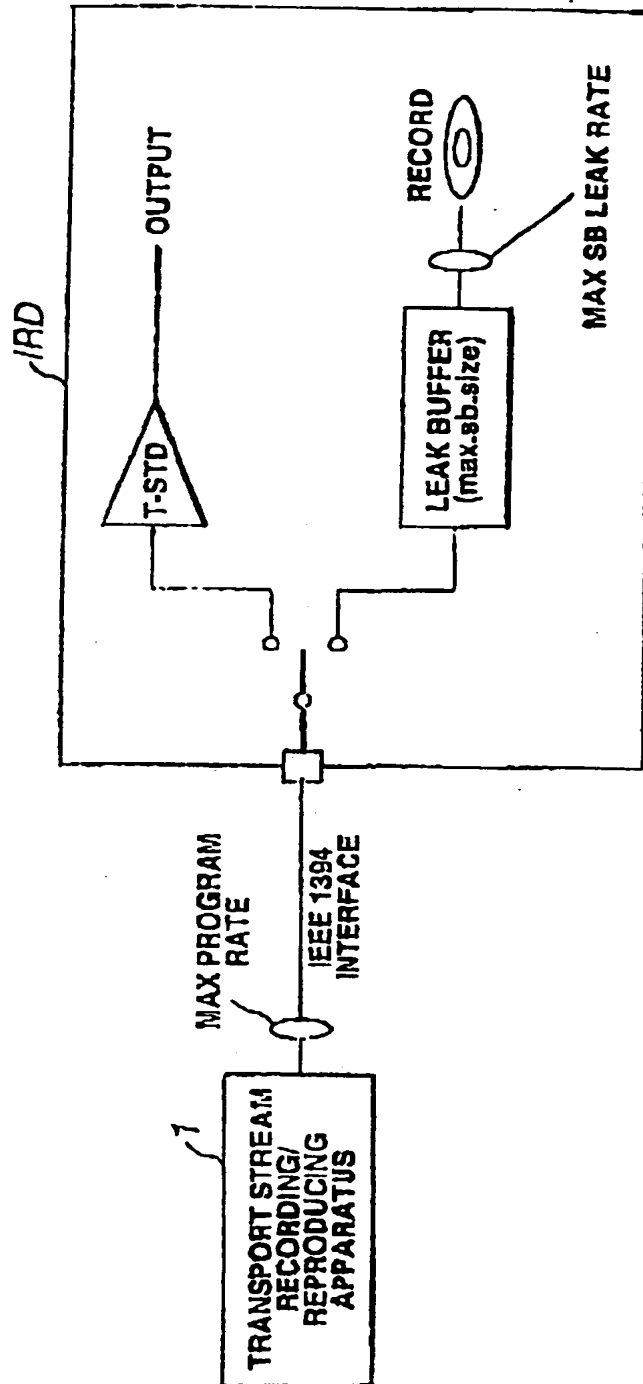 1
TRANSPORT STREAM
RECORDING/
REPRODUCING
APPARATUS
MAX PROGRAM
RATE
IEEE 1394
INTERFACE
IRD
T-STD
OUTPUT
LEAK BUFFER
(max.sb.size)
RECORD
MAX SB LEAK RATE